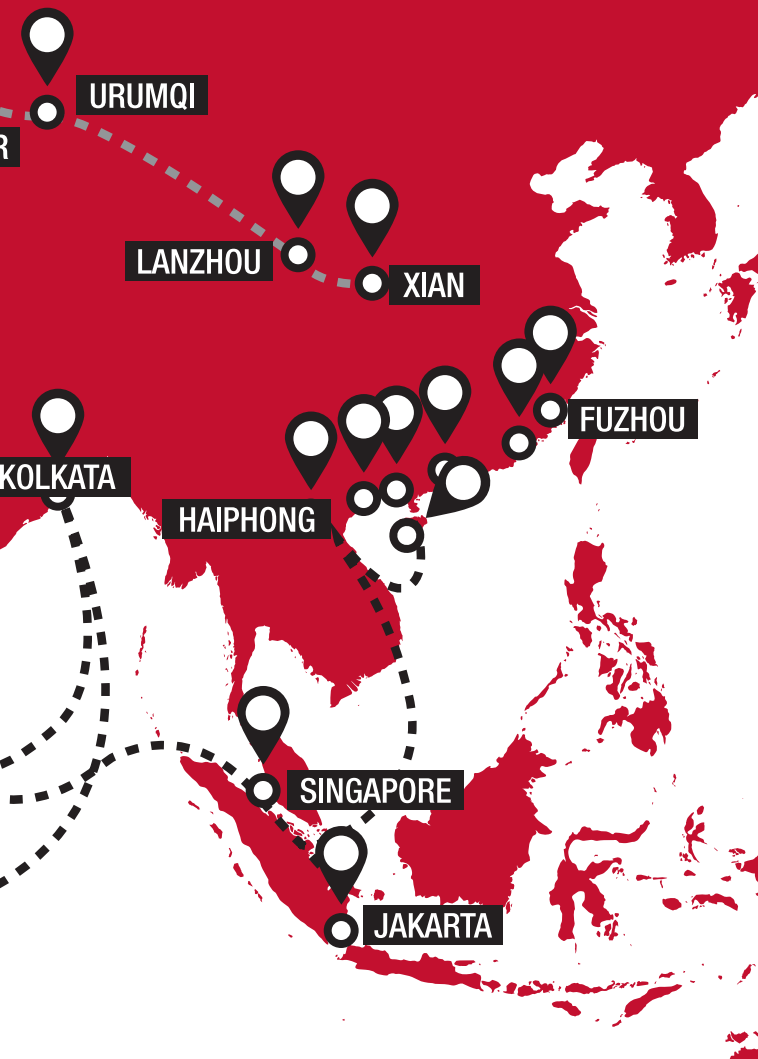 URUMQI
R
LANZHOU
XIAN
FUZHOU
KOLKATA
HAIPHONG
SINGAPORE
JAKARTA